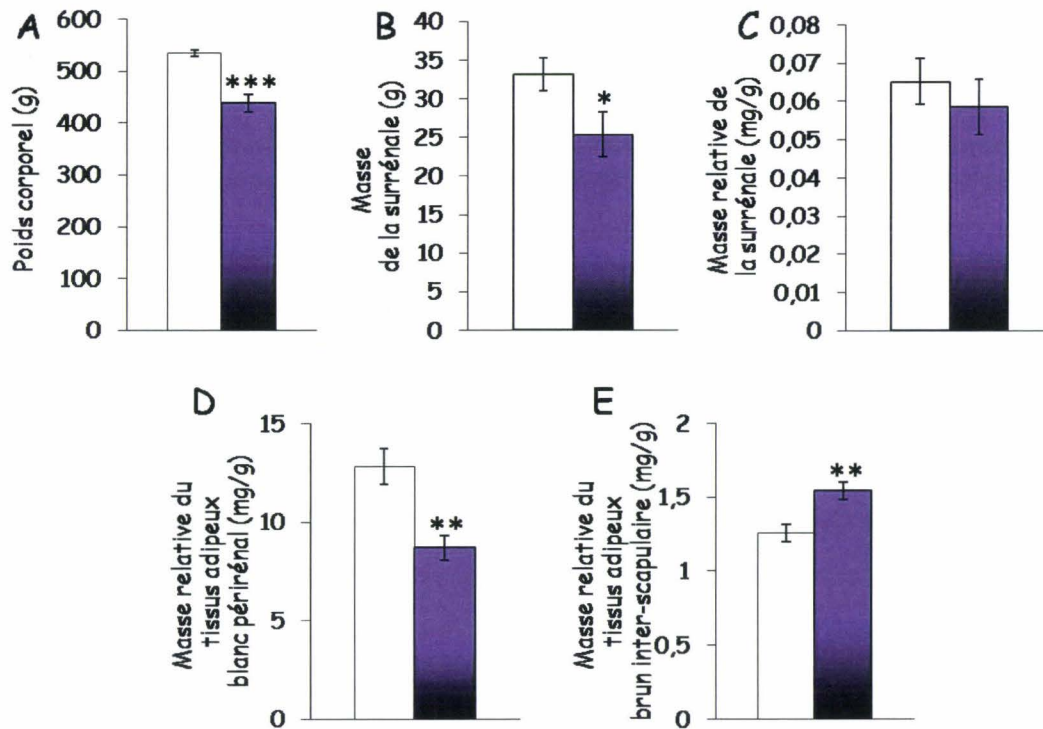 A
Poids corporel (g)
600
500
400
300
200
100
0
***
B
Masse
de la surrénale (g)
40
35
30
25
20
15
10
5
0
*
C
Masse relative de
la surrénale (mg/g)
0,08
0,07
0,06
0,05
0,04
0,03
0,02
0,01
0
D
Masse relative du
tissus adipeux
blanc périrénal (mg/g)
15
10
5
0
**
E
Masse relative du
tissus adipeux
brun inter-scapulaire (mg/g)
2
1,5
1
0,5
0
**